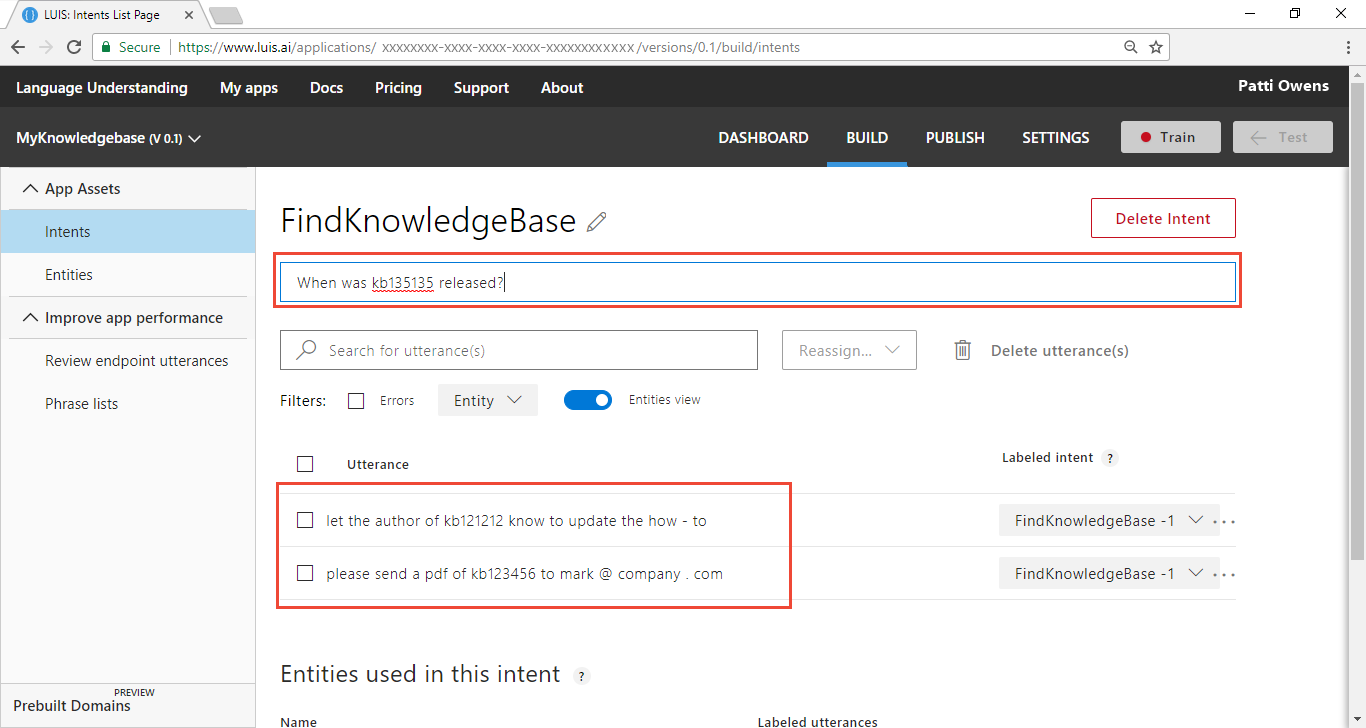 LUIS: Intents List Page
Secure https://www.luis.ai/applications/ xxxxxxxx-xxxx-xxxx-xxxx-xxxxxxxxxxxx/versions/0.1/build/intents
Language Understanding My apps Docs Pricing Support About Patti Owens
MyKnowledgebase (V 0.1) DASHBOARD BUILD PUBLISH SETTINGS Train Test
App Assets
Intents
Entities
Improve app performance
Review endpoint utterances
Phrase lists
PREVIEW
Prebuilt Domains
FindKnowledgeBase Delete Intent
When was kb135135 released?
Search for utterance(s) Reassign... Delete utterance(s)
Filters: Errors Entity Entities view
Utterance Labeled intent ?
let the author of kb121212 know to update the how - to FindKnowledgeBase -1 ...
please send a pdf of kb123456 to mark @ company . com FindKnowledgeBase -1 ...
Entities used in this intent ?
Name Labeled utterances